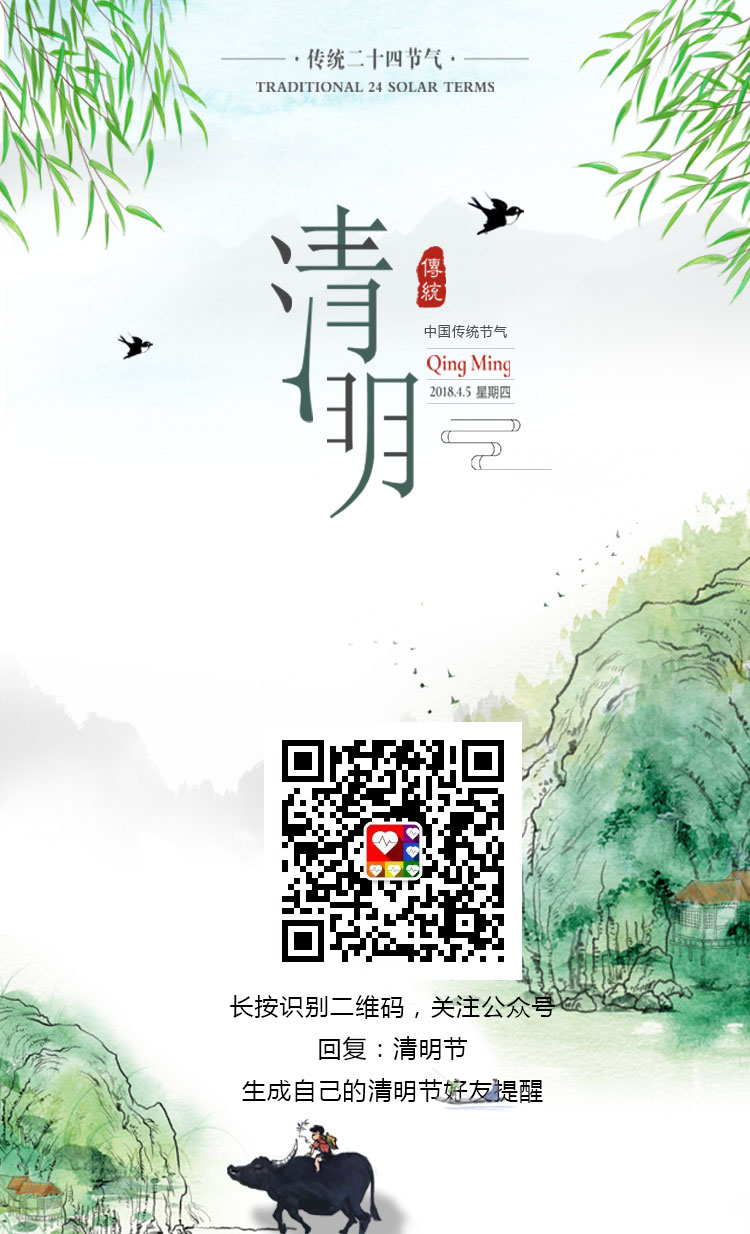 · 传统二十四节气 ·
TRADITIONAL 24 SOLAR TERMS
清明
傳統
中国传统节气
Qing Ming
2018.4.5 星期四
长按识别二维码，关注公众号
回复：清明节
生成自己的清明节好友提醒